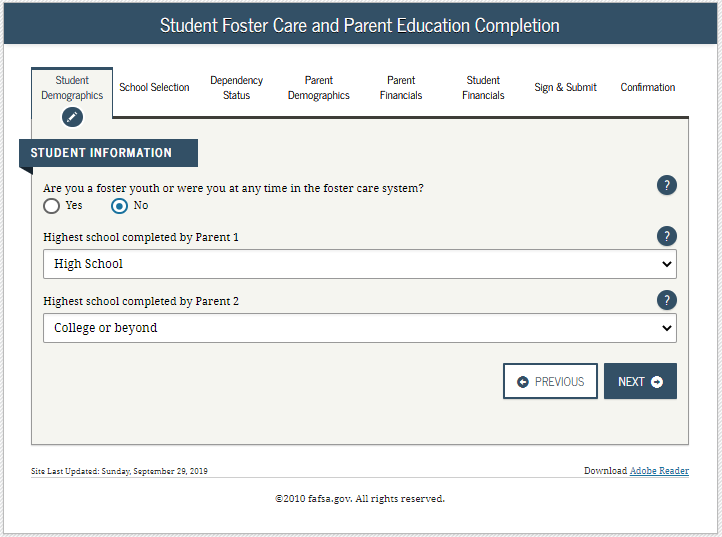 Student Foster Care and Parent Education Completion
Student Demographics
School Selection
Dependency Status
Parent Demographics
Parent Financials
Student Financials
Sign & Submit
Confirmation
STUDENT INFORMATION
Are you a foster youth or were you at any time in the foster care system?
?
Yes
No
Highest school completed by Parent 1
?
High School
Highest school completed by Parent 2
?
College or beyond
PREVIOUS
NEXT
Site Last Updated: Sunday, September 29, 2019
Download Adobe Reader
©2010 fafsa.gov. All rights reserved.